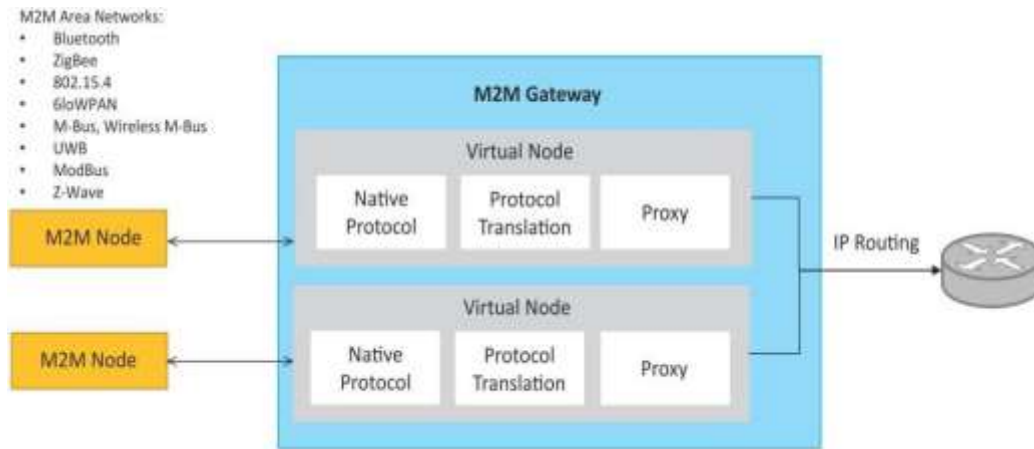 M2M Area Networks:
• Bluetooth
• ZigBee
• 802.15.4
• 6loWPAN
• M-Bus, Wireless M-Bus
• UWB
• ModBus
• Z-Wave
M2M Node
M2M Node
M2M Gateway
Virtual Node
Native
Protocol
Protocol
Translation
Proxy
Virtual Node
Native
Protocol
Protocol
Translation
Proxy
IP Routing